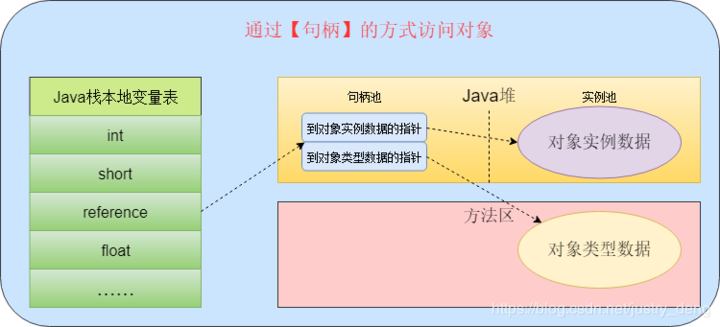 通过【句柄】的方式访问对象
Java栈本地变量表
int
short
reference
float
……
句柄池
Java堆
实例池
到对象实例数据的指针
到对象类型数据的指针
对象实例数据
方法区
对象类型数据
https://blog.csdn.net/justry_deng